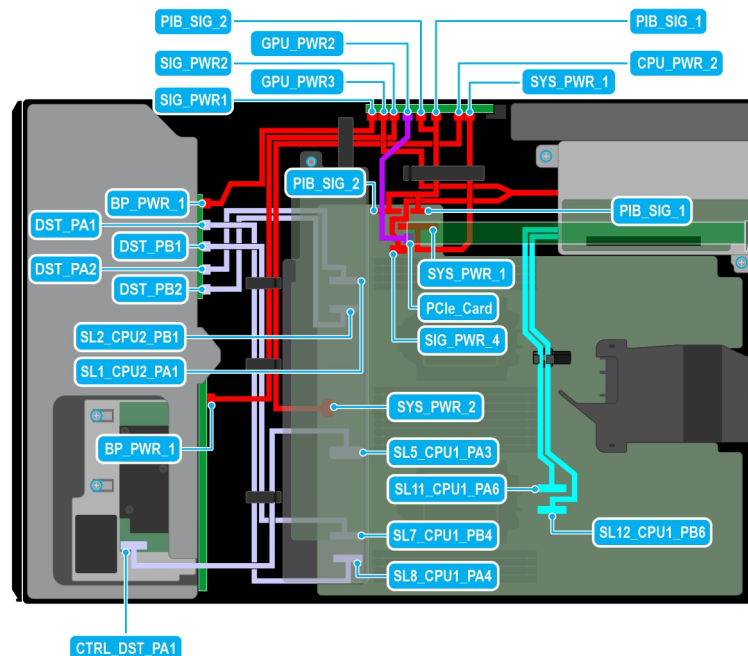 PIB_SIG_2
PIB_SIG_1
GPU_PWR2
SIG_PWR2
CPU_PWR_2
GPU_PWR3
SYS_PWR_1
SIG_PWR1
PIB_SIG_2
BP_PWR_1
PIB_SIG_1
DST_PA1
DST_PB1
DST_PA2
SYS_PWR_1
DST_PB2
PCIe_Card
SL2_CPU2_PB1
SIG_PWR_4
SL1_CPU2_PA1
SYS_PWR_2
BP_PWR_1
SL5_CPU1_PA3
SL11_CPU1_PA6
SL7_CPU1_PB4
SL12_CPU1_PB6
SL8_CPU1_PA4
CTRL_DST_PA1